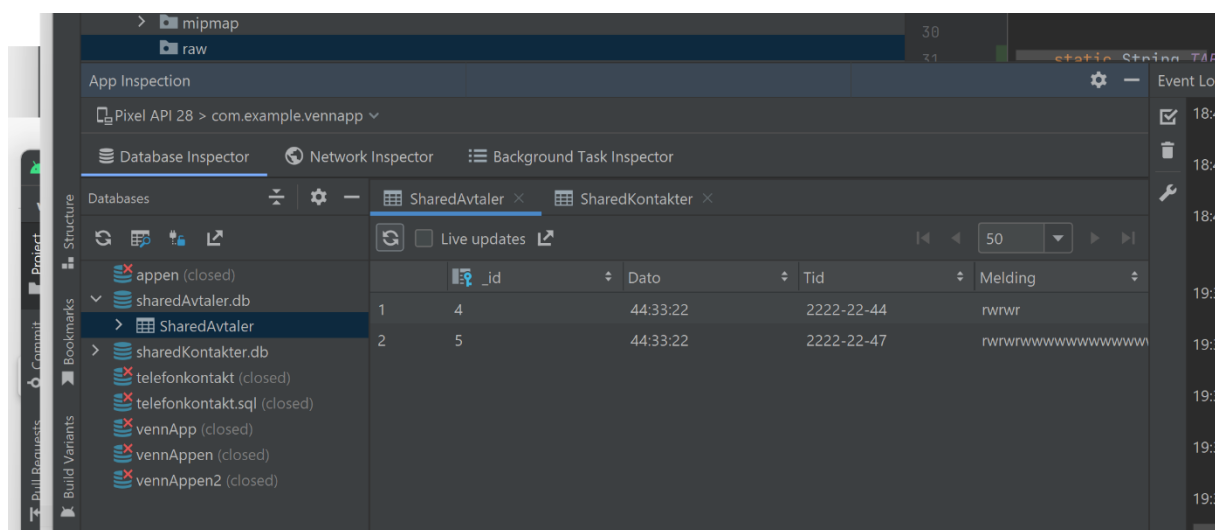 mipmap
raw
30
31
static String TAB
App Inspection
Event Lo
Pixel API 28 > com.example.vennapp
Database Inspector
Network Inspector
Background Task Inspector
Databases
SharedAvtaler
SharedKontakter
Live updates
50
_id
Dato
Tid
Melding
1
4
44:33:22
2222-22-44
rwrwr
2
5
44:33:22
2222-22-47
appen (closed)
sharedAvtaler.db
SharedAvtaler
sharedKontakter.db
telefonkontakt (closed)
telefonkontakt.sql (closed)
vennApp (closed)
vennAppen (closed)
vennAppen2 (closed)
Structure
Bookmarks
Build Variants
Project
Commit
Pull Requests
18:
18:
18:
19:
19:
19:
19:
19: